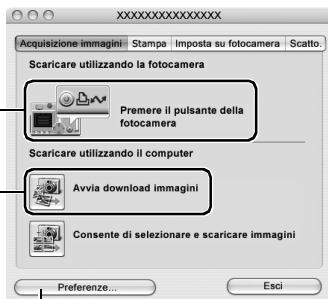 XXXXXXXXXXXXXXX
Acquisizione immagini Stampa Imposta su fotocamera Scatto.
Scaricare utilizzando la fotocamera
Premere il pulsante della
fotocamera
Scaricare utilizzando il computer
Avvia download immagini
Consente di selezionare e scaricare immagini
Preferenze... Esci